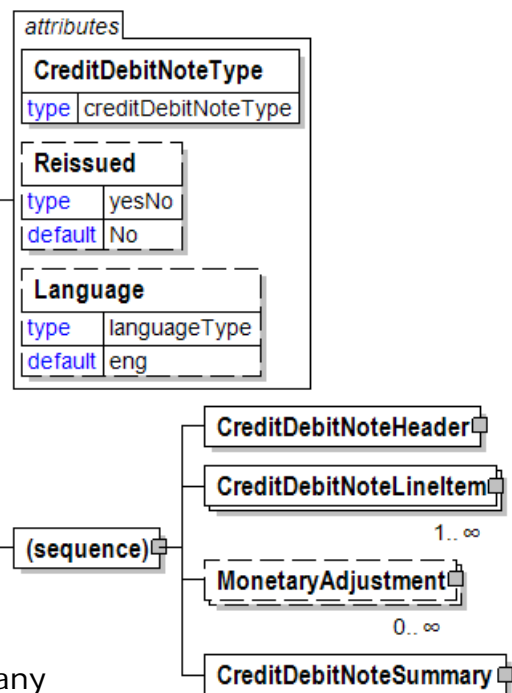 attributes
CreditDebitNoteType
type creditDebitNoteType
Reissued
type yesNo
default No
Language
type languageType
default eng
CreditDebitNoteHeader
CreditDebitNoteLineItem
1.. ∞
(sequence)
MonetaryAdjustment
0.. ∞
any
CreditDebitNoteSummary